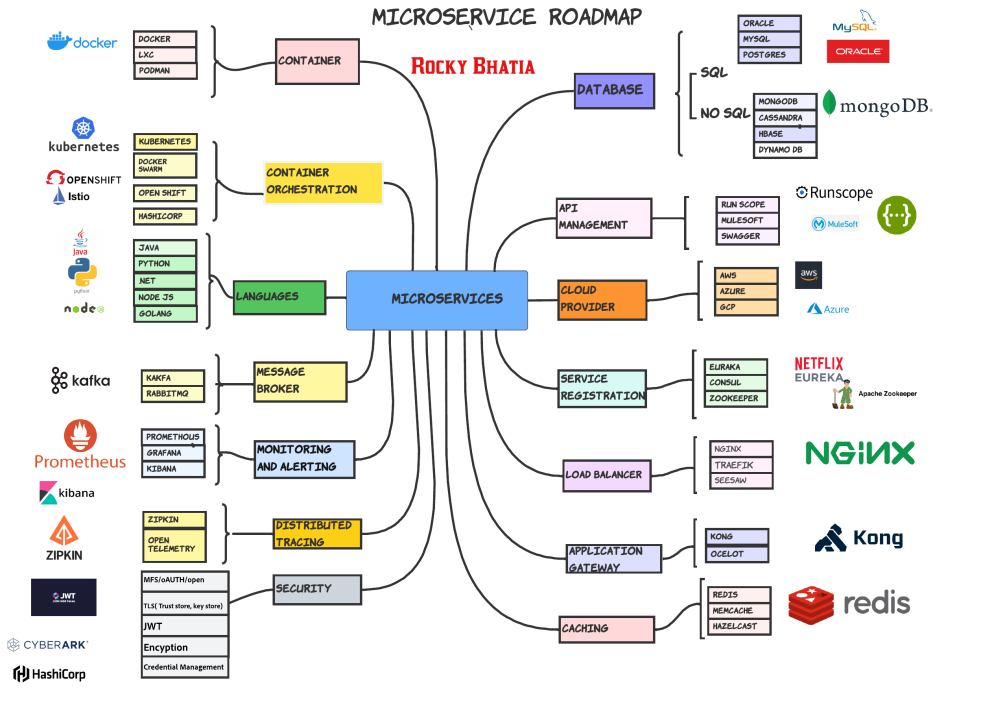 MICROSERVICE ROADMAP
Rocky Bhatia
docker
DOCKER
LXC
PODMAN
CONTAINER
kubernetes
OPENSHIFT
Istio
KUBERNETES
DOCKER
SWARM
OPEN SHIFT
HASHICORP
CONTAINER
ORCHESTRATION
Java
python
node
JAVA
PYTHON
.NET
NODE JS
GOLANG
LANGUAGES
MICROSERVICES
kafka
KAKFA
RABBITMQ
MESSAGE
BROKER
Prometheus
kibana
PROMETHOUS
GRAFANA
KIBANA
MONITORING
AND ALERTING
ZIPKIN
ZIPKIN
OPEN
TELEMETRY
DISTRIBUTED
TRACING
JWT
CYBERARK
HashiCorp
MFS/oAUTH/open
TLS( Trust store, key store)
JWT
Encyption
Credential Management
SECURITY
DATABASE
SQL
NO SQL
ORACLE
MYSQL
POSTGRES
MySQL
ORACLE
MONGODB
CASSANDRA
HBASE
DYNAMO DB
mongoDB
API
MANAGEMENT
RUN SCOPE
MULESOFT
SWAGGER
Runscope
MuleSoft
{···}
CLOUD
PROVIDER
AWS
AZURE
GCP
aws
Azure
SERVICE
REGISTRATION
EURAKA
CONSUL
ZOOKEEPER
NETFLIX
EUREKA
Apache Zookeeper
LOAD BALANCER
NGINX
TRAEFIK
SEESAW
NGiNX
APPLICATION
GATEWAY
KONG
OCELOT
Kong
CACHING
REDIS
MEMCACHE
HAZELCAST
redis